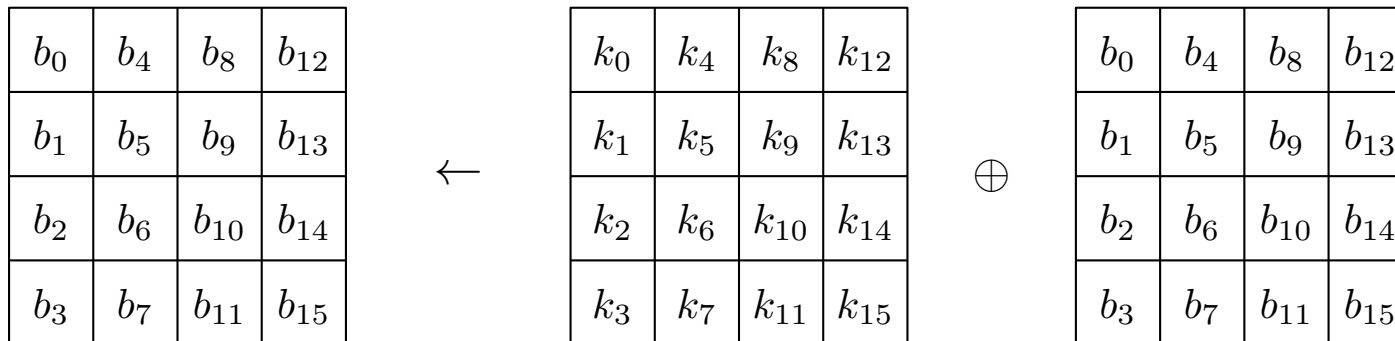 b₀ b₄ b₈ b₁₂ k₀ k₄ k₈ k₁₂ b₀ b₄ b₈ b₁₂
b₁ b₅ b₉ b₁₃ k₁ k₅ k₉ k₁₃ b₁ b₅ b₉ b₁₃
← ⊕
b₂ b₆ b₁₀ b₁₄ k₂ k₆ k₁₀ k₁₄ b₂ b₆ b₁₀ b₁₄
b₃ b₇ b₁₁ b₁₅ k₃ k₇ k₁₁ k₁₅ b₃ b₇ b₁₁ b₁₅